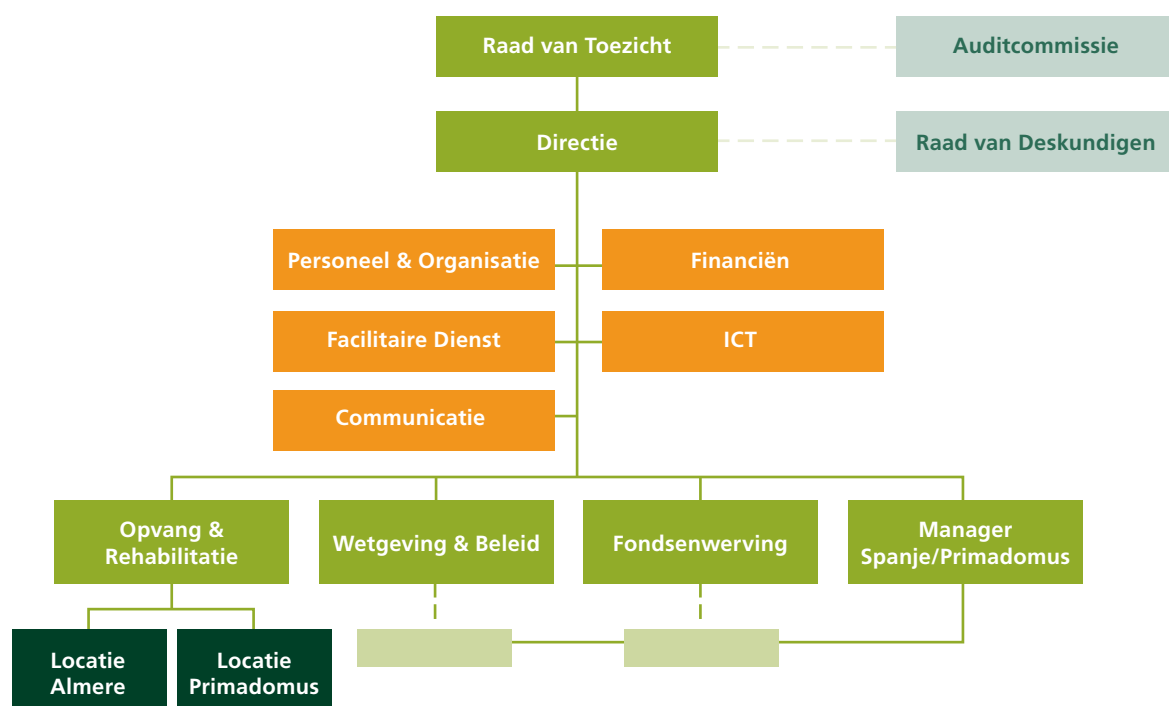 Raad van Toezicht
Auditcommissie
Directie
Raad van Deskundigen
Personeel & Organisatie
Financiën
Facilitaire Dienst
ICT
Communicatie
Opvang &
Rehabilitatie
Wetgeving & Beleid
Fondsenwerving
Manager
Spanje/Primadomus
Locatie
Almere
Locatie
Primadomus